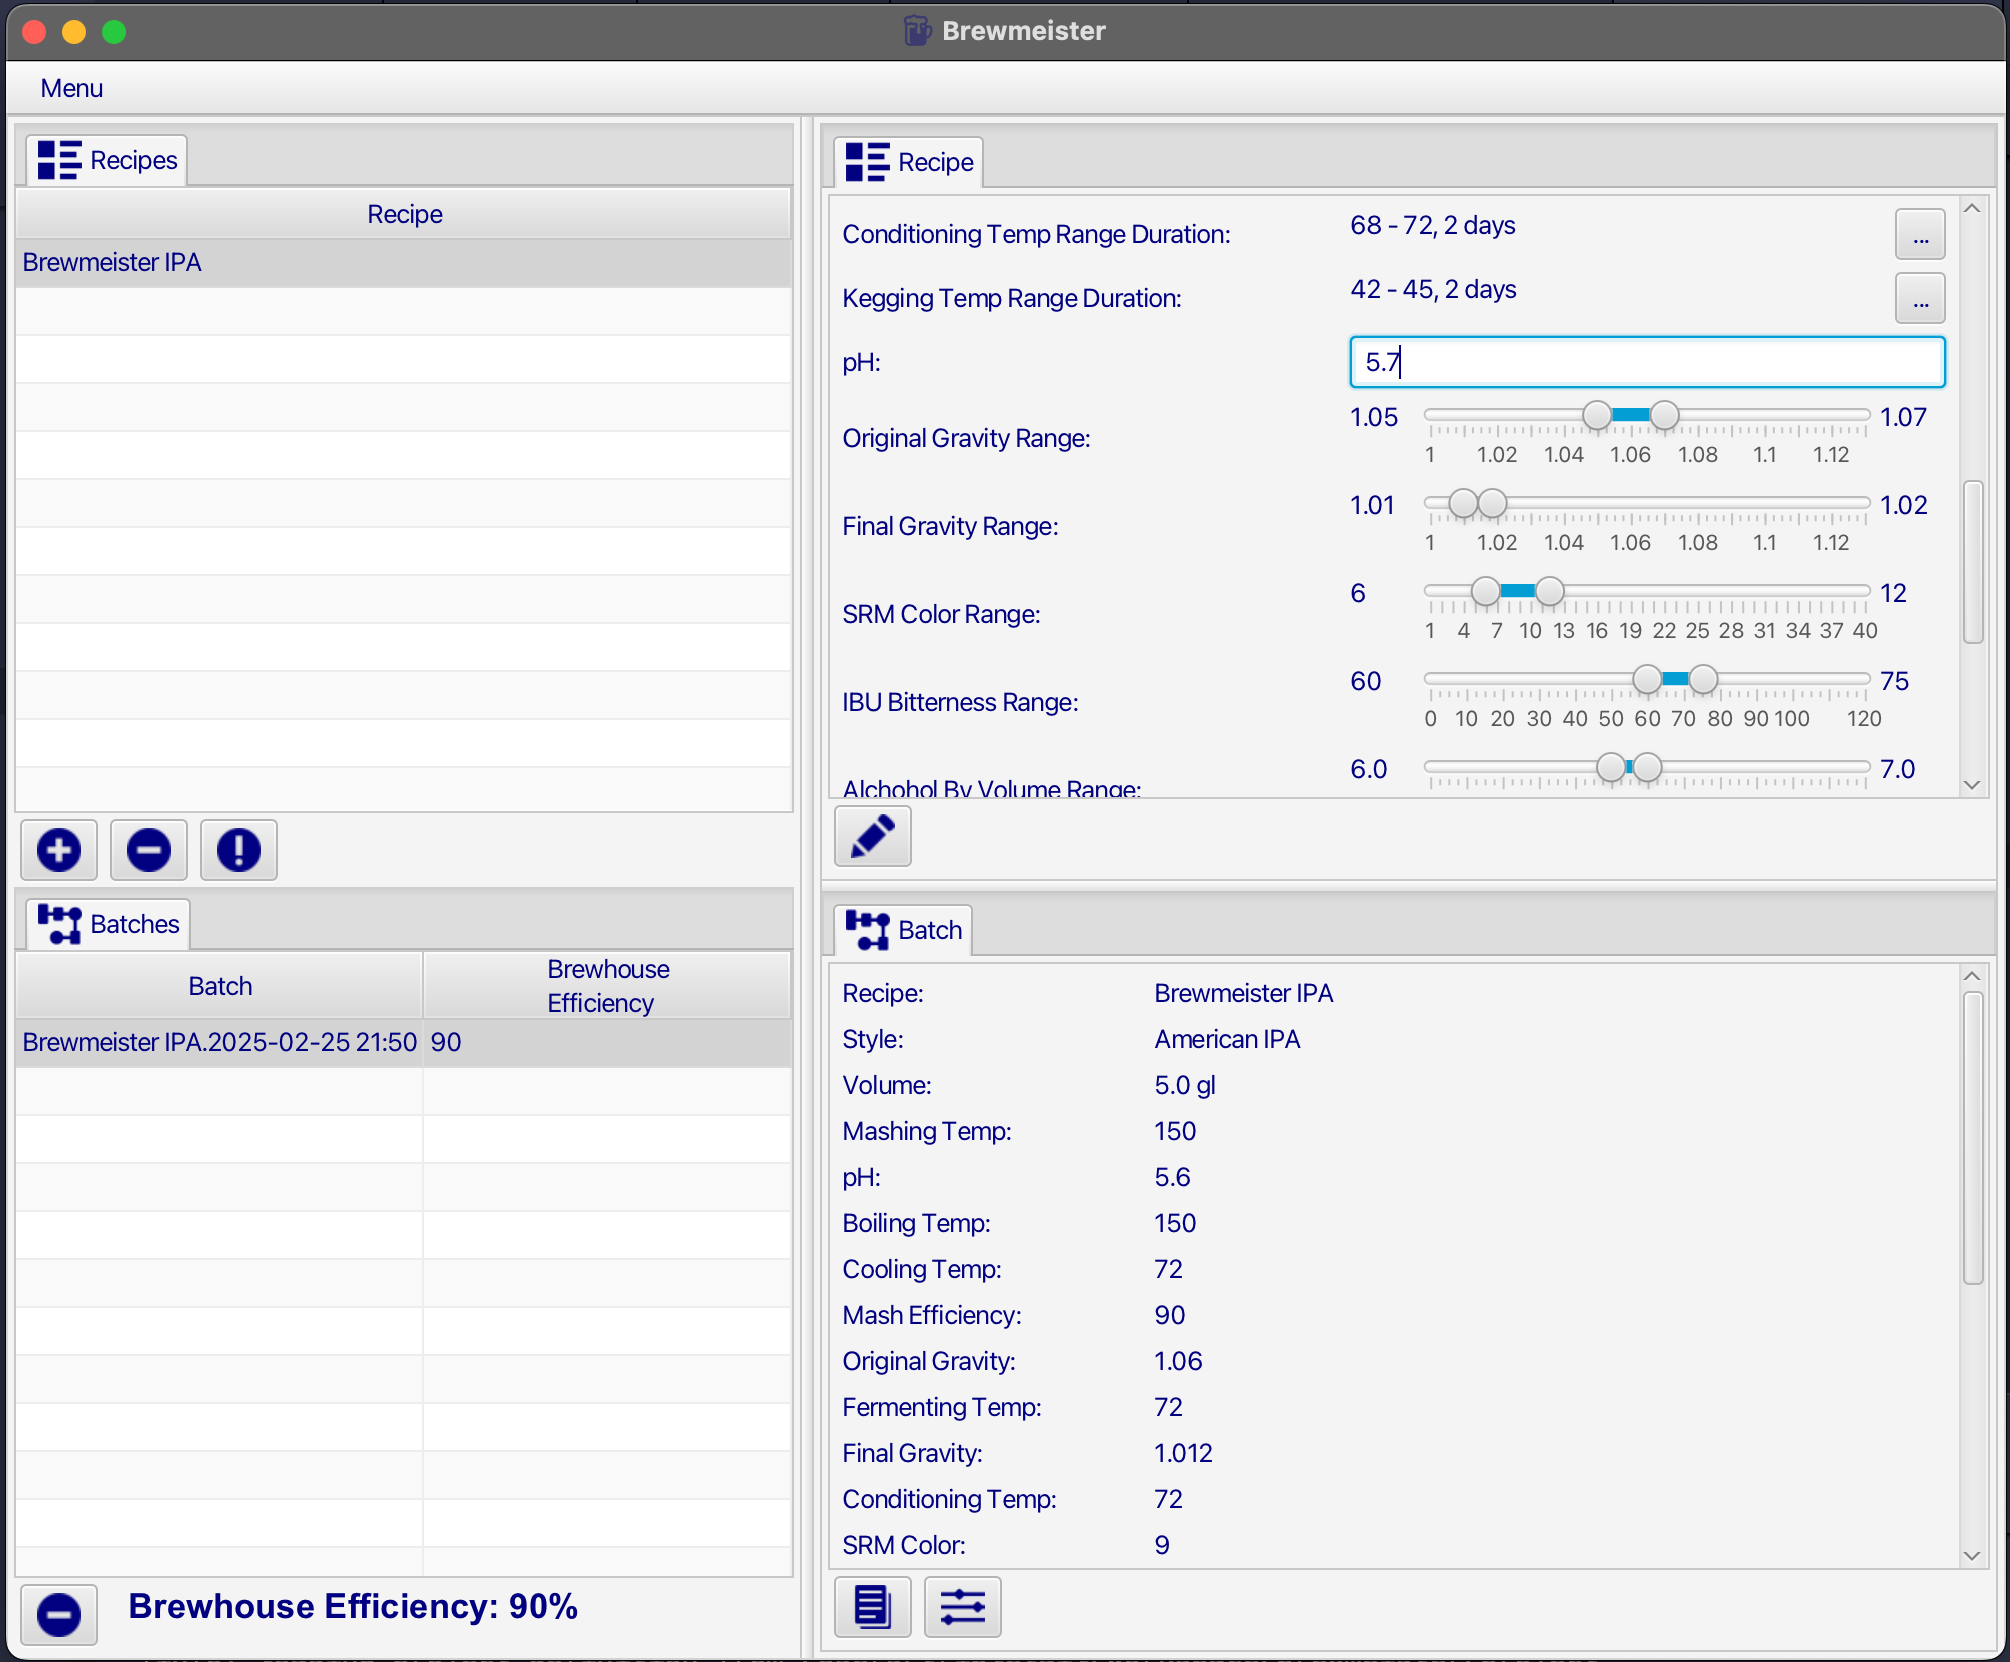 Brewmeister
Menu
Recipes
Recipe
Brewmeister IPA
Batches
Batch
Brewhouse
Efficiency
Brewmeister IPA.2025-02-25 21:50 90
Brewhouse Efficiency: 90%
Recipe
Conditioning Temp Range Duration: 68 - 72, 2 days ...
Kegging Temp Range Duration: 42 - 45, 2 days ...
pH: 5.7
Original Gravity Range: 1.05 1.07
1 1.02 1.04 1.06 1.08 1.1 1.12
Final Gravity Range: 1.01 1.02
1 1.02 1.04 1.06 1.08 1.1 1.12
SRM Color Range: 6 12
1 4 7 10 13 16 19 22 25 28 31 34 37 40
IBU Bitterness Range: 60 75
0 10 20 30 40 50 60 70 80 90 100 120
Alchohol By Volume Range: 6.0 7.0
Batch
Recipe: Brewmeister IPA
Style: American IPA
Volume: 5.0 gl
Mashing Temp: 150
pH: 5.6
Boiling Temp: 150
Cooling Temp: 72
Mash Efficiency: 90
Original Gravity: 1.06
Fermenting Temp: 72
Final Gravity: 1.012
Conditioning Temp: 72
SRM Color: 9